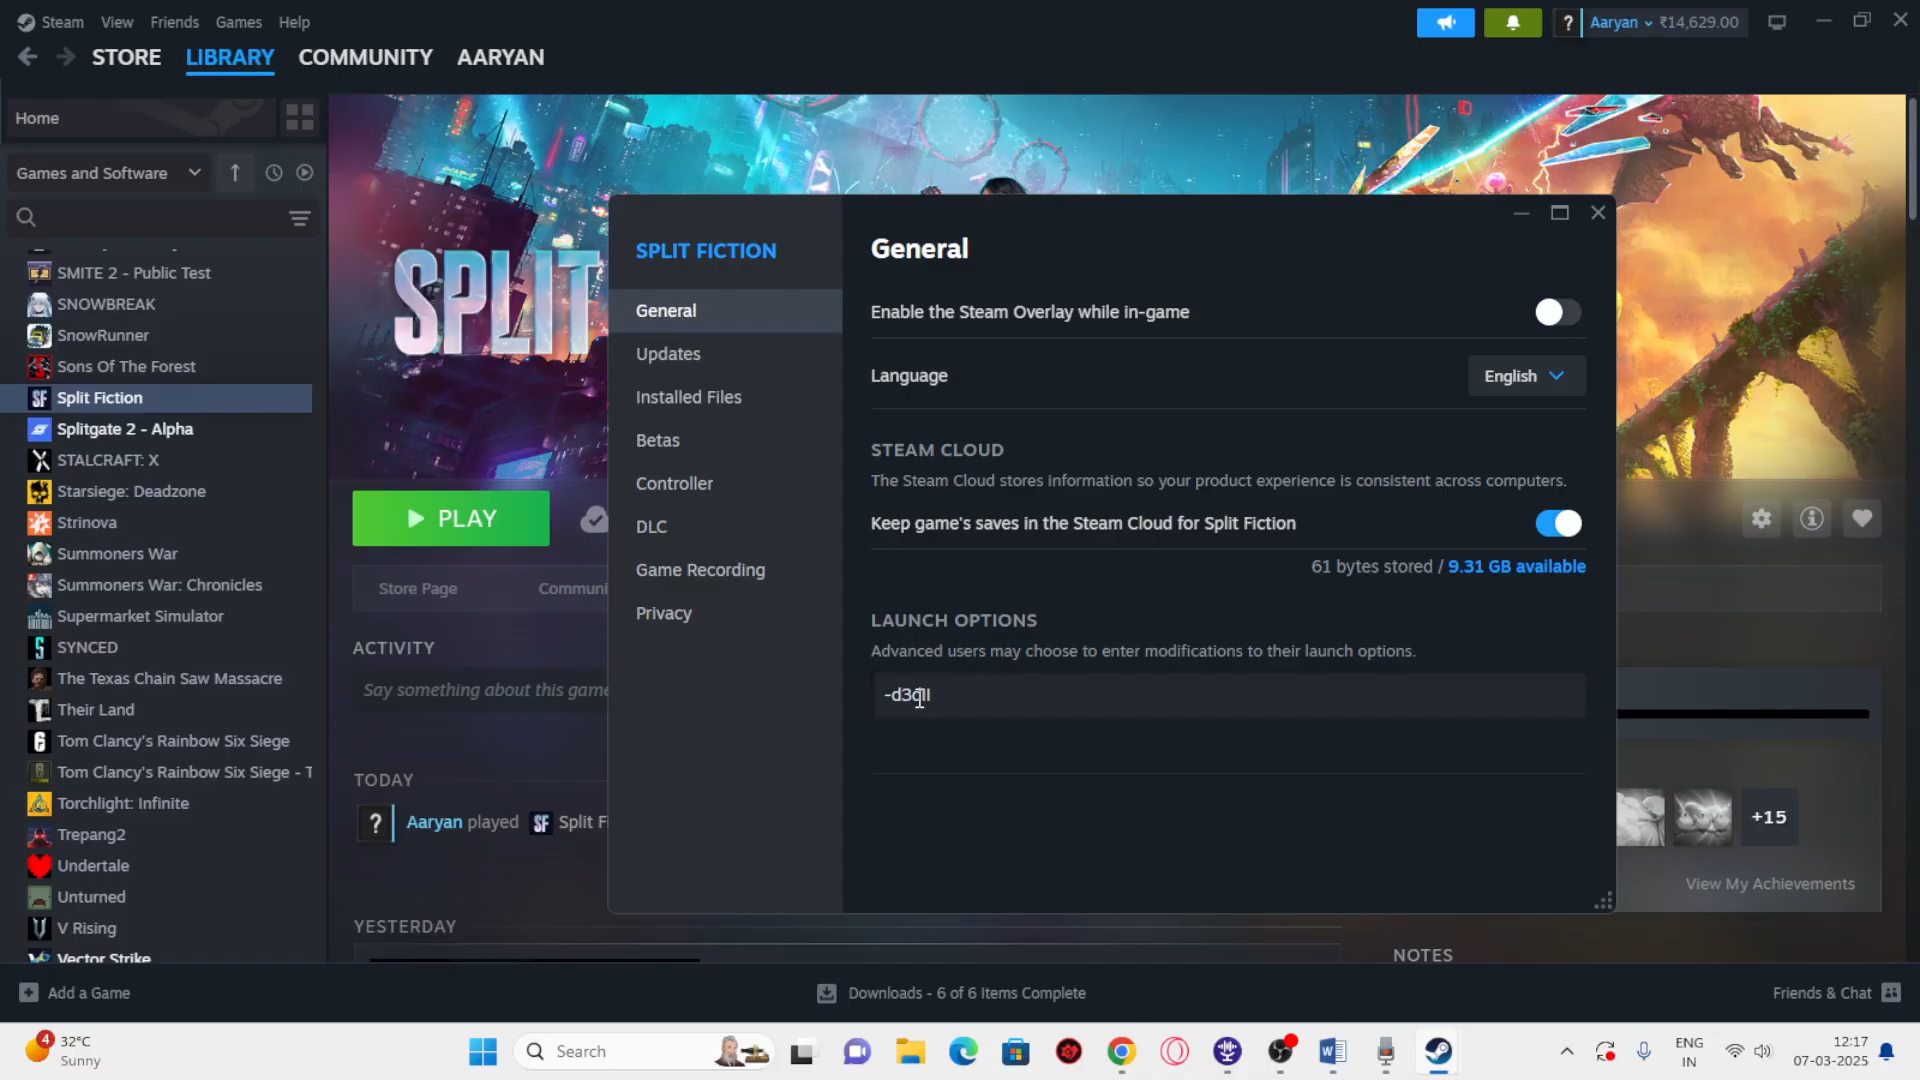 Steam View Friends Games Help
? Aaryan ₹14,629.00
STORE LIBRARY COMMUNITY AARYAN
Home
Games and Software
SMITE 2 - Public Test
SNOWBREAK
SnowRunner
Sons Of The Forest
SF Split Fiction
Splitgate 2 - Alpha
STALCRAFT: X
Starsiege: Deadzone
Strinova
Summoners War
Summoners War: Chronicles
Supermarket Simulator
SYNCED
The Texas Chain Saw Massacre
Their Land
Tom Clancy's Rainbow Six Siege
Tom Clancy's Rainbow Six Siege - T
Torchlight: Infinite
Trepang2
Undertale
Unturned
V Rising
Vector Strike
SPLIT
PLAY
Store Page Communi
ACTIVITY
Say something about this game
TODAY
? Aaryan played SF Split F
YESTERDAY
SPLIT FICTION
General
Updates
Installed Files
Betas
Controller
DLC
Game Recording
Privacy
General
Enable the Steam Overlay while in-game
Language English
STEAM CLOUD
The Steam Cloud stores information so your product experience is consistent across computers.
Keep game's saves in the Steam Cloud for Split Fiction
61 bytes stored / 9.31 GB available
LAUNCH OPTIONS
Advanced users may choose to enter modifications to their launch options.
+15
View My Achievements
NOTES
Add a Game
Downloads - 6 of 6 Items Complete
Friends & Chat
4 32°C
Sunny
Search
ENG
IN
12:17
07-03-2025